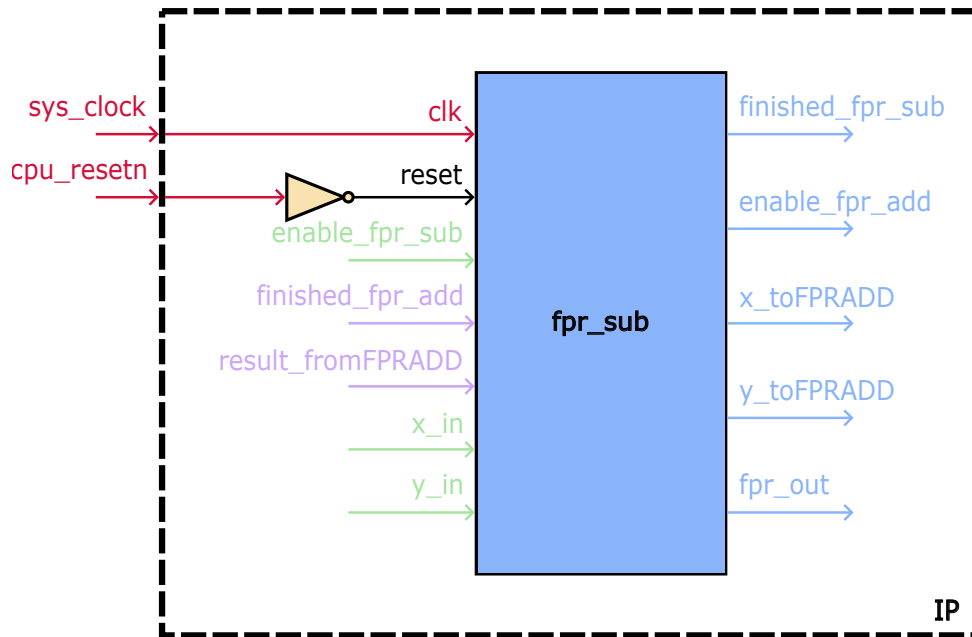 sys_clock
clk
finished_fpr_sub
cpu_resetn
reset
enable_fpr_add
enable_fpr_sub
finished_fpr_add
x_toFPRADD
fpr_sub
result_fromFPRADD
y_toFPRADD
x_in
y_in
fpr_out
IP